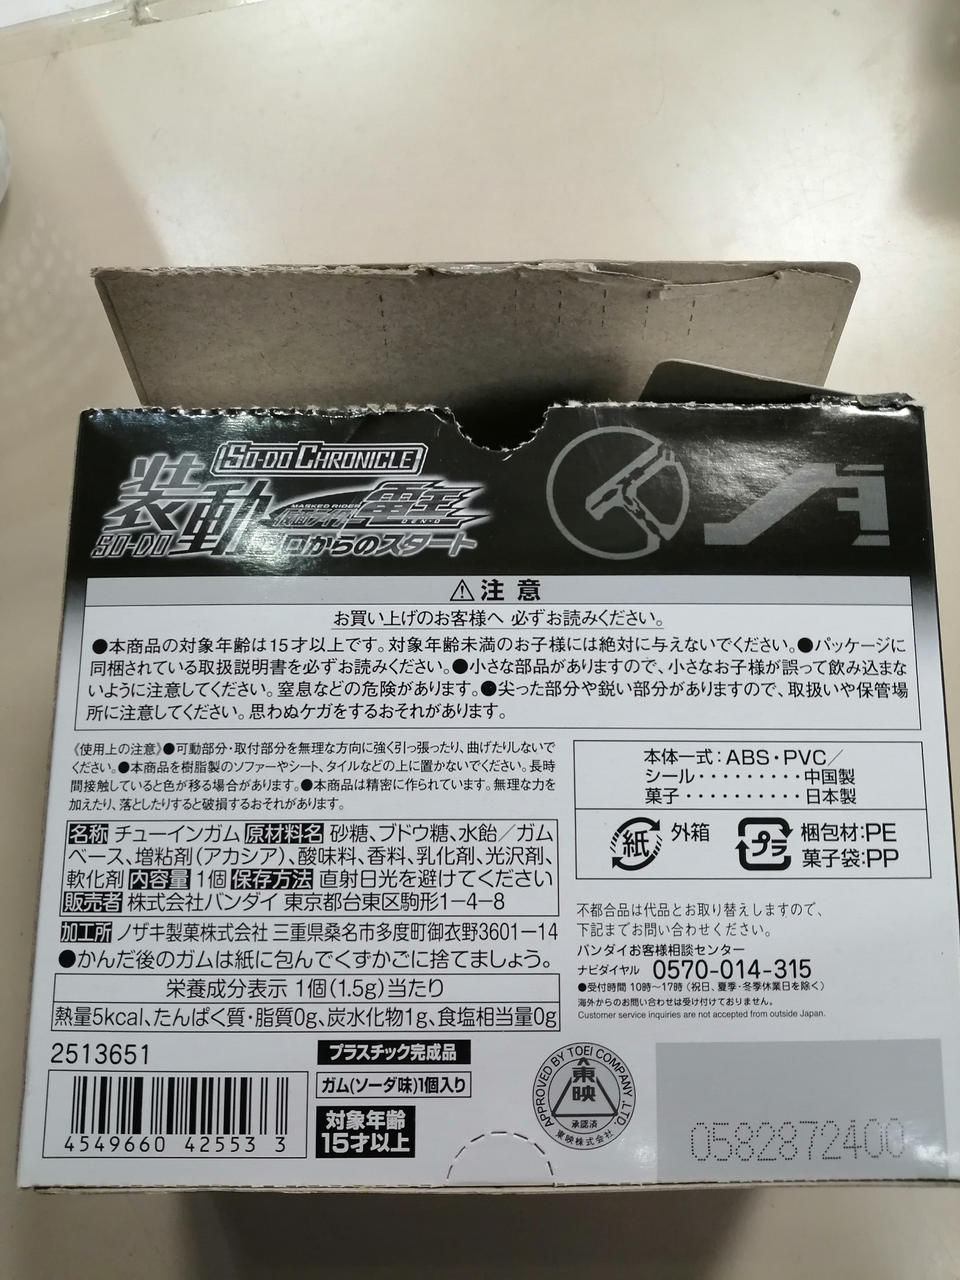 SO-DO CHRONICLE
装動
SO-DO
MASKED RIDER
仮面ライダー電王
DEN-O
からのスタート
⚠注意
お買い上げのお客様へ 必ずお読みください。
●本商品の対象年齢は15才以上です。対象年齢未満のお子様には絶対に与えないでください。●パッケージに
同梱されている取扱説明書を必ずお読みください。●小さな部品がありますので、小さなお子様が誤って飲み込まな
いように注意してください。窒息などの危険があります。●尖った部分や鋭い部分がありますので、取扱いや保管場
所に注意してください。思わぬケガをするおそれがあります。
《使用上の注意》●可動部分・取付部分を無理な方向に強く引っ張ったり、曲げたりしないで
ください。●本商品を樹脂製のソファーやシート、タイルなどの上に置かないでください。長時
間接触していると色が移る場合があります。●本商品は精密に作られています。無理な力を
加えたり、落としたりすると破損するおそれがあります。
名称 チューインガム 原材料名 砂糖、ブドウ糖、水飴／ガム
ベース、増粘剤(アカシア)、酸味料、香料、乳化剤、光沢剤、
軟化剤 内容量 1個 保存方法 直射日光を避けてください
販売者 株式会社バンダイ 東京都台東区駒形1-4-8
加工所 ノザキ製菓株式会社 三重県桑名市多度町御衣野3601-14
●かんだ後のガムは紙に包んでくずかごに捨てましょう。
栄養成分表示 1個(1.5g)当たり
熱量5kcal、たんぱく質・脂質0g、炭水化物1g、食塩相当量0g
本体一式：ABS・PVC／
シール・・・・・・・・・中国製
菓子・・・・・・・・・・日本製
紙 外箱
プラ 梱包材:PE
菓子袋:PP
不都合品は代品とお取り替えしますので、
下記までお問い合わせください。
バンダイお客様相談センター
ナビダイヤル 0570-014-315
●受付時間 10時〜17時(祝日、夏季・冬季休業日を除く)
海外からのお問い合わせは受け付けておりません。
Customer service inquiries are not accepted from outside Japan.
2513651
4549660 42553 3
プラスチック完成品
ガム(ソーダ味)1個入り
対象年齢
15才以上
APPROVED BY TOEI COMPANY, LTD.
東映
承認済
東映株式会社
0582872400